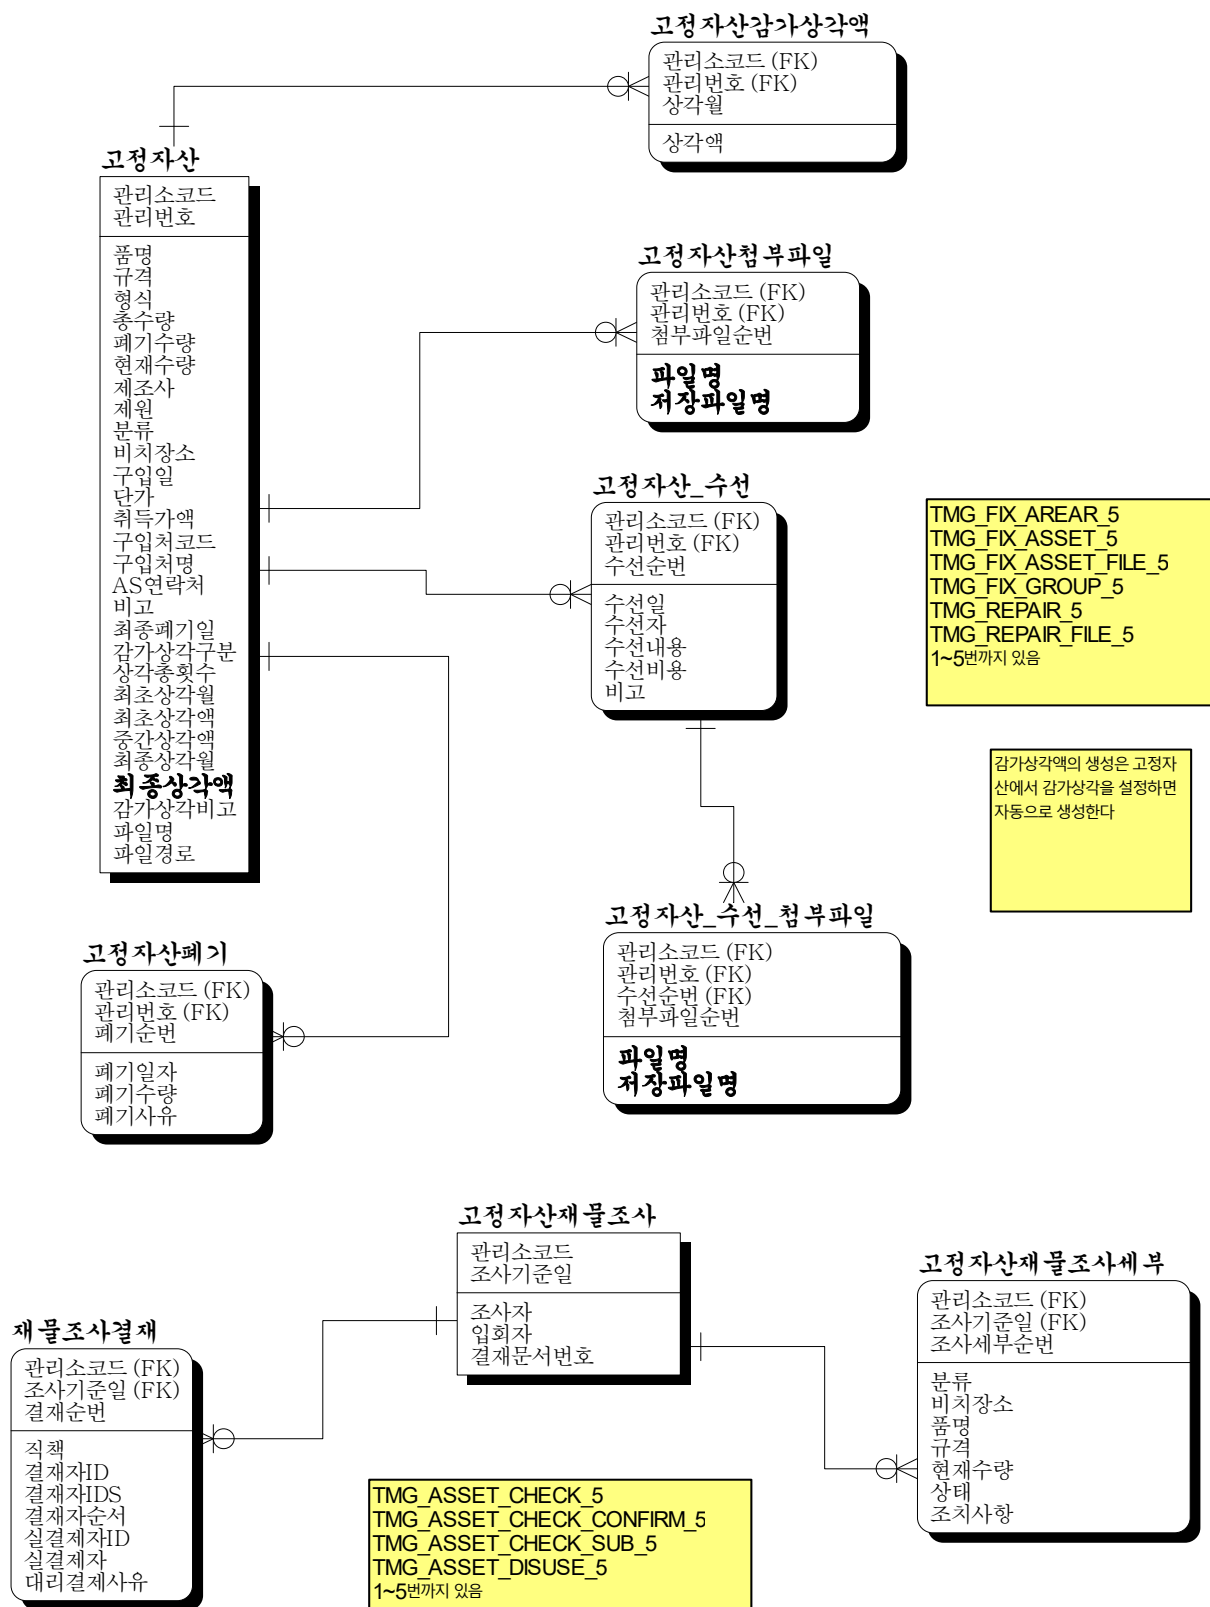 고정자산감가상각액
관리소코드 (FK)
관리번호 (FK)
상각월
상각액
고정자산
관리소코드
관리번호
품명
규격
형식
총수량
폐기수량
현재수량
제조사
제원
분류
비치장소
구입일
단가
취득가액
구입처코드
구입처명
AS연락처
비고
최종폐기일
감가상각구분
상각총횟수
최초상각월
최초상각액
중간상각액
최종상각월
최종상각액
감가상각비고
파일명
파일경로
고정자산첨부파일
관리소코드 (FK)
관리번호 (FK)
첨부파일순번
파일명
저장파일명
고정자산_수선
관리소코드 (FK)
관리번호 (FK)
수선순번
수선일
수선자
수선내용
수선비용
비고
TMG_FIX_AREAR_5
TMG_FIX_ASSET_5
TMG_FIX_ASSET_FILE_5
TMG_FIX_GROUP_5
TMG_REPAIR_5
TMG_REPAIR_FILE_5
1~5번까지 있음
감가상각액의 생성은 고정자
산에서 감가상각을 설정하면
자동으로 생성한다
고정자산_수선_첨부파일
관리소코드 (FK)
관리번호 (FK)
수선순번 (FK)
첨부파일순번
파일명
저장파일명
고정자산폐기
관리소코드 (FK)
관리번호 (FK)
폐기순번
폐기일자
폐기수량
폐기사유
고정자산재물조사
관리소코드
조사기준일
조사자
입회자
결재문서번호
고정자산재물조사세부
관리소코드 (FK)
조사기준일 (FK)
조사세부순번
분류
비치장소
품명
규격
현재수량
상태
조치사항
재물조사결재
관리소코드 (FK)
조사기준일 (FK)
결재순번
직책
결재자ID
결재자IDS
결재자순서
실결제자ID
실결제자
대리결제사유
TMG_ASSET_CHECK_5
TMG_ASSET_CHECK_CONFIRM_5
TMG_ASSET_CHECK_SUB_5
TMG_ASSET_DISUSE_5
1~5번까지 있음